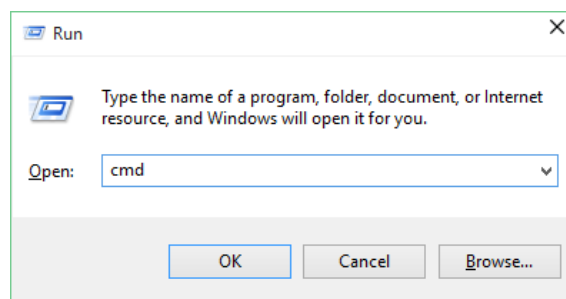 Run
Type the name of a program, folder, document, or Internet
resource, and Windows will open it for you.
Open: cmd
OK Cancel Browse...